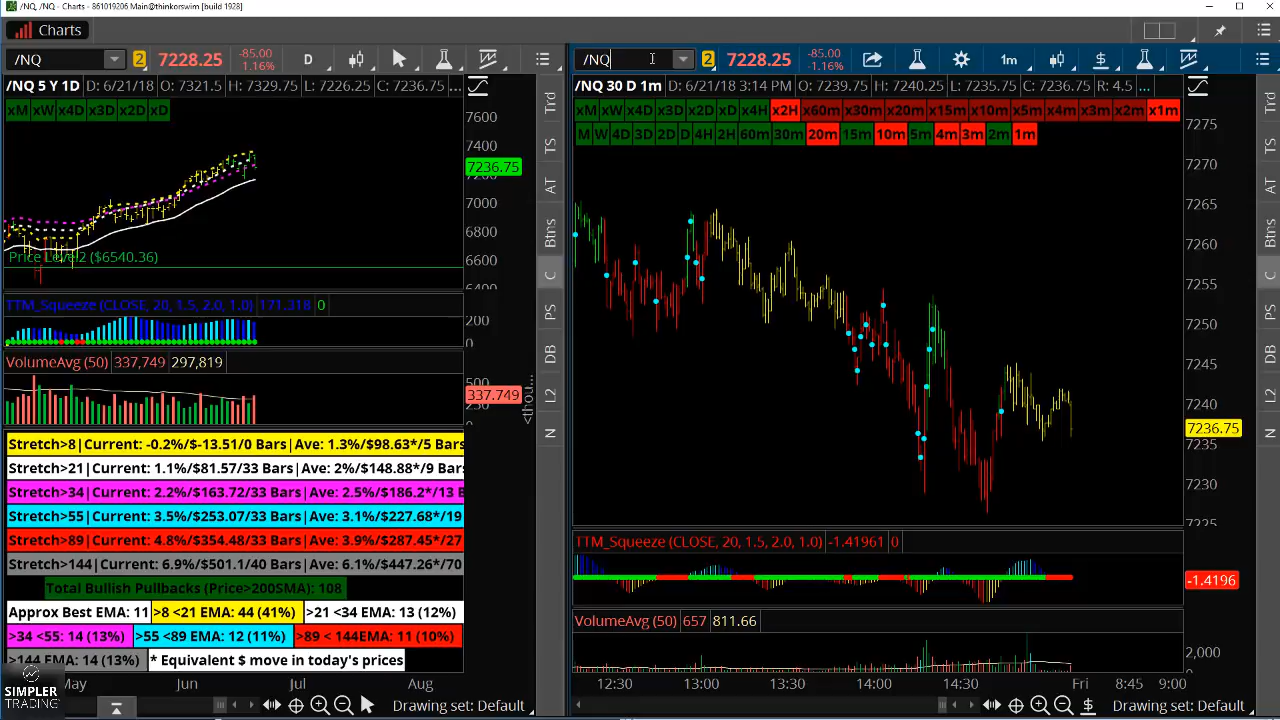 /NQ, /NQ - Charts - 861019206 Main@thinkorswim [build 1928]
Charts
/NQ 2 7228.25 -85.00 1.16% D
/NQ 2 7228.25 -85.00 -1.16% 1m $
/NQ 5 Y 1D D: 6/21/18 O: 7321.5 H: 7329.75 L: 7226.25 C: 7236.75 ...
xM xW x4D x3D x2D xD
7600
7400
7236.75
7200
7000
6800
6600
6400
Price Level2 ($6540.36)
TTM_Squeeze (CLOSE, 20, 1.5, 2.0, 1.0) 171.318 0
200
0
VolumeAvg (50) 337,749 297,819
500
337.749
250
<thou...
Stretch>8|Current: -0.2%/$-13.51/0 Bars|Ave: 1.3%/$98.63*/5 Bars
Stretch>21|Current: 1.1%/$81.57/33 Bars|Ave: 2%/$148.88*/9 Bars
Stretch>34|Current: 2.2%/$163.72/33 Bars|Ave: 2.5%/$186.2*/13 B
Stretch>55|Current: 3.5%/$253.07/33 Bars|Ave: 3.1%/$227.68*/19
Stretch>89|Current: 4.8%/$354.48/33 Bars|Ave: 3.9%/$287.45*/27
Stretch>144|Current: 6.9%/$501.1/40 Bars|Ave: 6.1%/$447.26*/70
Total Bullish Pullbacks (Price>200SMA): 108
Approx Best EMA: 11 >8 <21 EMA: 44 (41%) >21 <34 EMA: 13 (12%)
>34 <55: 14 (13%) >55 <89 EMA: 12 (11%) >89 < 144EMA: 11 (10%)
>144 EMA: 14 (13%) * Equivalent $ move in today's prices
May Jun Jul Aug
SIMPLER
TRADING
Drawing set: Default
Trd
TS
AT
Btns
C
PS
DB
L2
N
/NQ 30 D 1m D: 6/21/18 3:14 PM O: 7239.75 H: 7240.25 L: 7235.75 C: 7236.75 R: 4.5 ...
xM xW x4D x3D x2D xD x4H x2H x60m x30m x20m x15m x10m x5m x4m x3m x2m x1m
M W 4D 3D 2D D 4H 2H 60m 30m 20m 15m 10m 5m 4m 3m 2m 1m
7275
7270
7265
7260
7255
7250
7245
7240
7236.75
7235
7230
7225
TTM_Squeeze (CLOSE, 20, 1.5, 2.0, 1.0) -1.41961 0
-1.4196
VolumeAvg (50) 657 811.66
2,000
0
12:30 13:00 13:30 14:00 14:30 Fri 8:45 9:00
$ Drawing set: Default
Trd
TS
AT
Btns
C
PS
DB
L2
N